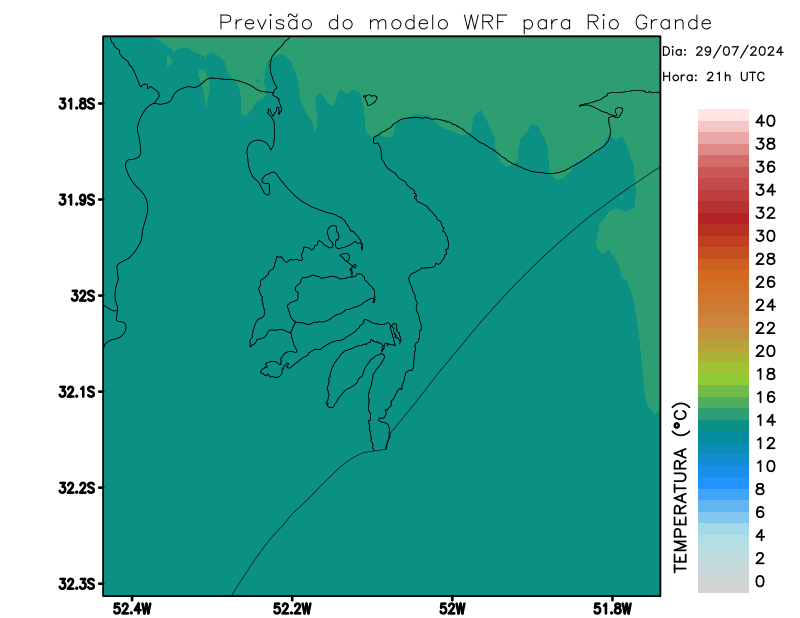 Previsão do modelo WRF para Rio Grande
Dia: 29/07/2024
Hora: 21h UTC
31.8S
31.9S
32S
32.1S
32.2S
32.3S
52.4W
52.2W
52W
51.8W
TEMPERATURA (°C)
40
38
36
34
32
30
28
26
24
22
20
18
16
14
12
10
8
6
4
2
0